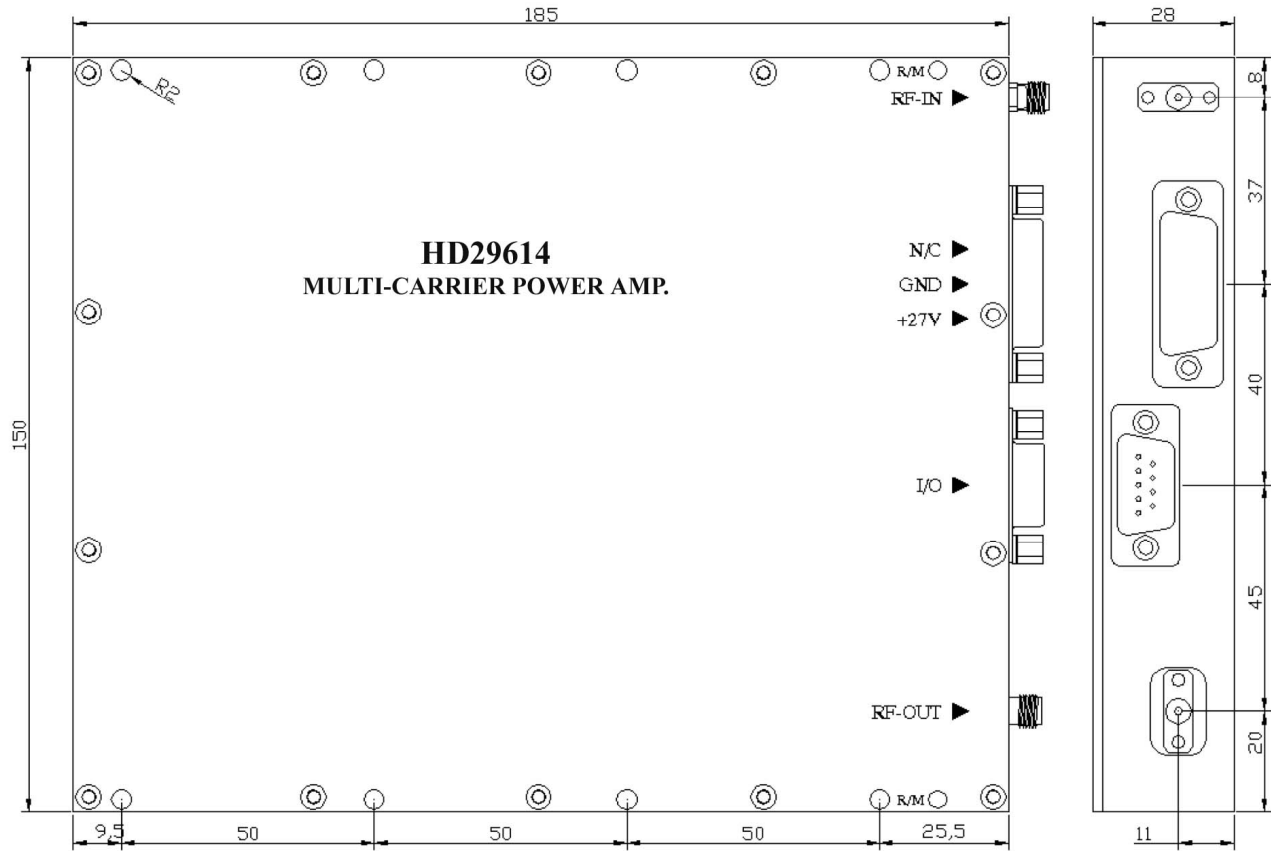 185
28
R2
R/M
RF-IN
8
37
HD29614
MULTI-CARRIER POWER AMP.
N/C
GND
+27V
150
40
I/O
45
RF-OUT
20
R/M
9,5
50
50
50
25,5
11